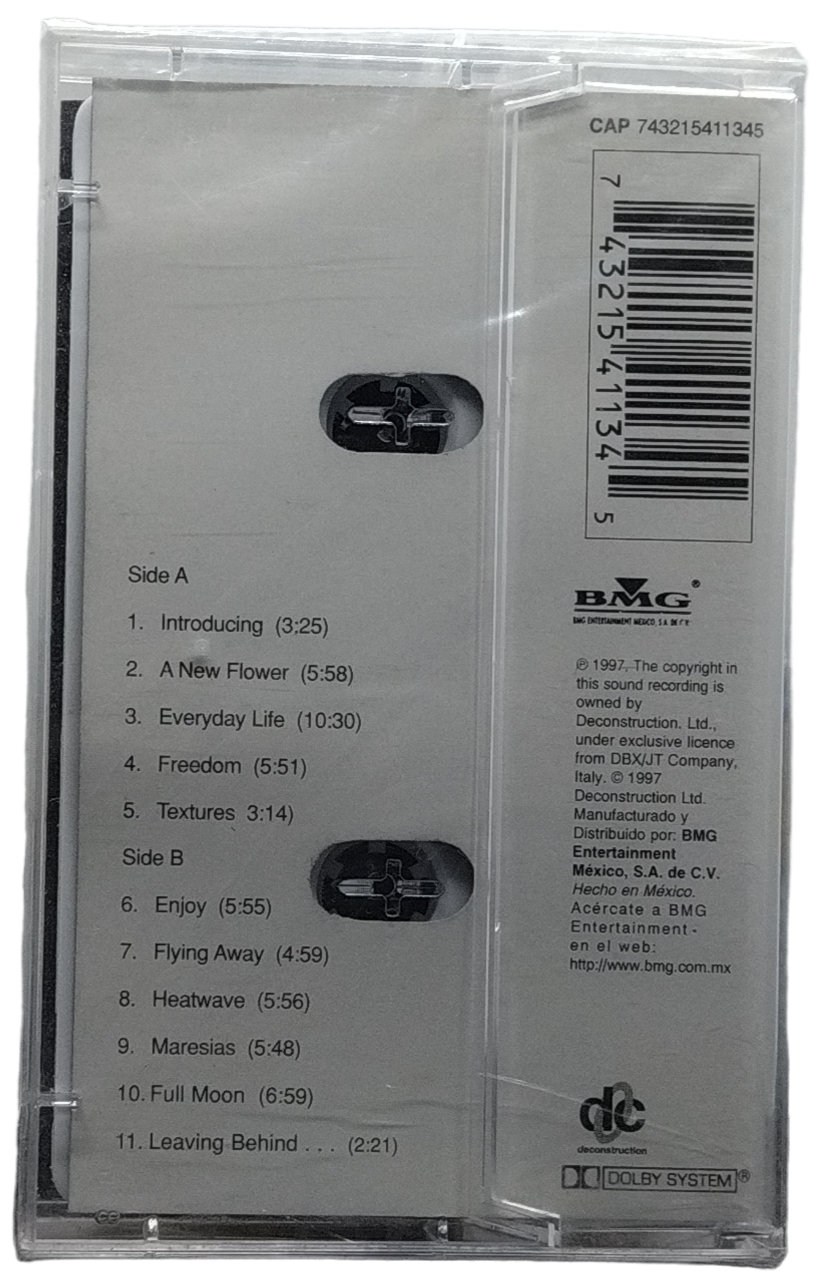 Side A
1. Introducing (3:25)
2. A New Flower (5:58)
3. Everyday Life (10:30)
4. Freedom (5:51)
5. Textures 3:14)
Side B
6. Enjoy (5:55)
7. Flying Away (4:59)
8. Heatwave (5:56)
9. Maresias (5:48)
10. Full Moon (6:59)
11. Leaving Behind . . . (2:21)
CAP 743215411345
7 43215 41134 5
BMG®
BMG ENTERTAINMENT MEXICO, S.A. DE C.V.
℗ 1997. The copyright in
this sound recording is
owned by
Deconstruction. Ltd.,
under exclusive licence
from DBX/JT Company,
Italy. © 1997
Deconstruction Ltd.
Manufacturado y
Distribuido por: BMG
Entertainment
México, S.A. de C.V.
Hecho en México.
Acércate a BMG
Entertainment -
en el web:
http://www.bmg.com.mx
dc
deconstruction
DOLBY SYSTEM®